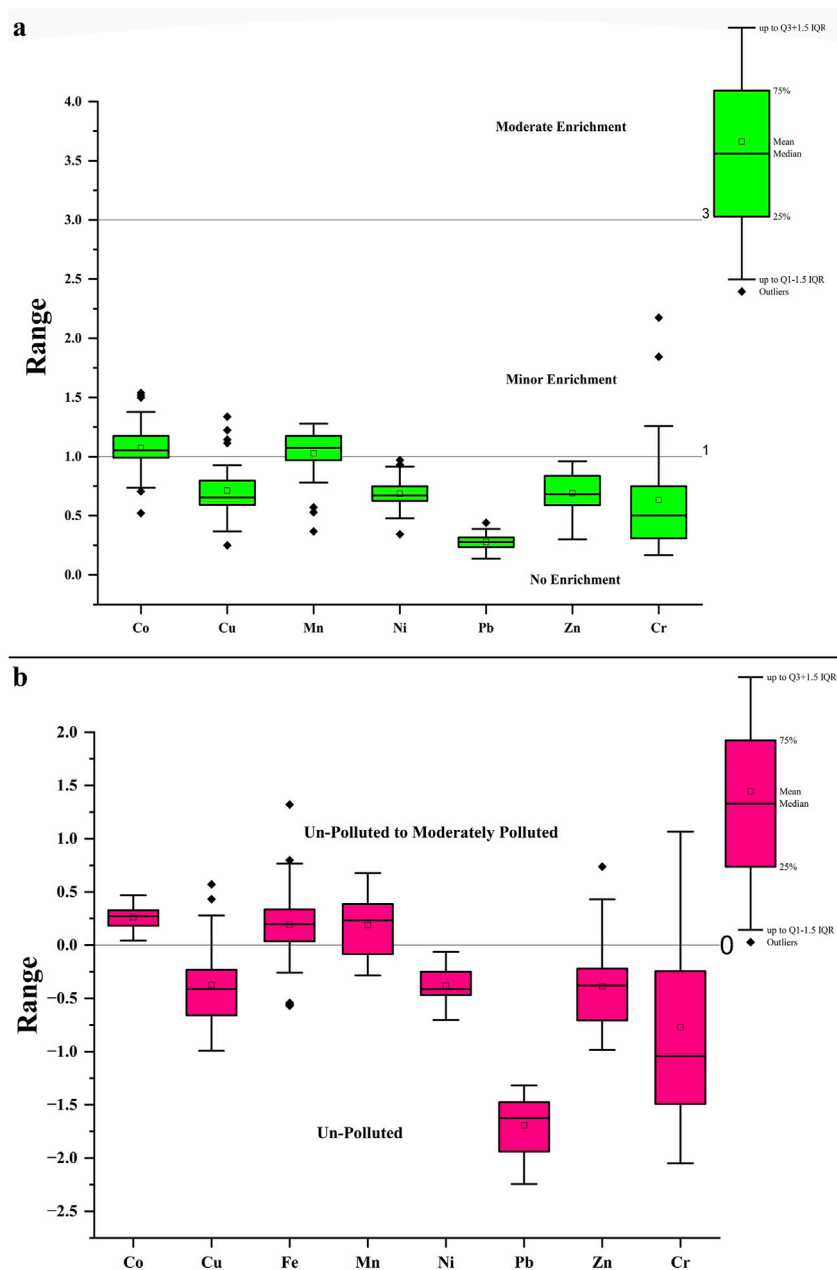 a
up to Q3+1.5 IQR
75%
Mean
Median
25%
up to Q1-1.5 IQR
Outliers
4.0
3.5
3.0
2.5
2.0
1.5
1.0
0.5
0.0
Range
Moderate Enrichment
3
Minor Enrichment
1
No Enrichment
Co Cu Mn Ni Pb Zn Cr
b
up to Q3+1.5 IQR
75%
Mean
Median
25%
up to Q1-1.5 IQR
Outliers
2.0
1.5
1.0
0.5
0.0
−0.5
−1.0
−1.5
−2.0
−2.5
Range
Un-Polluted to Moderately Polluted
0
Un-Polluted
Co Cu Fe Mn Ni Pb Zn Cr